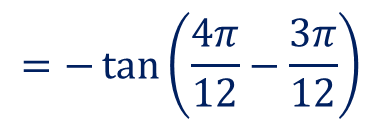 = − tan (4π/12 − 3π/12)